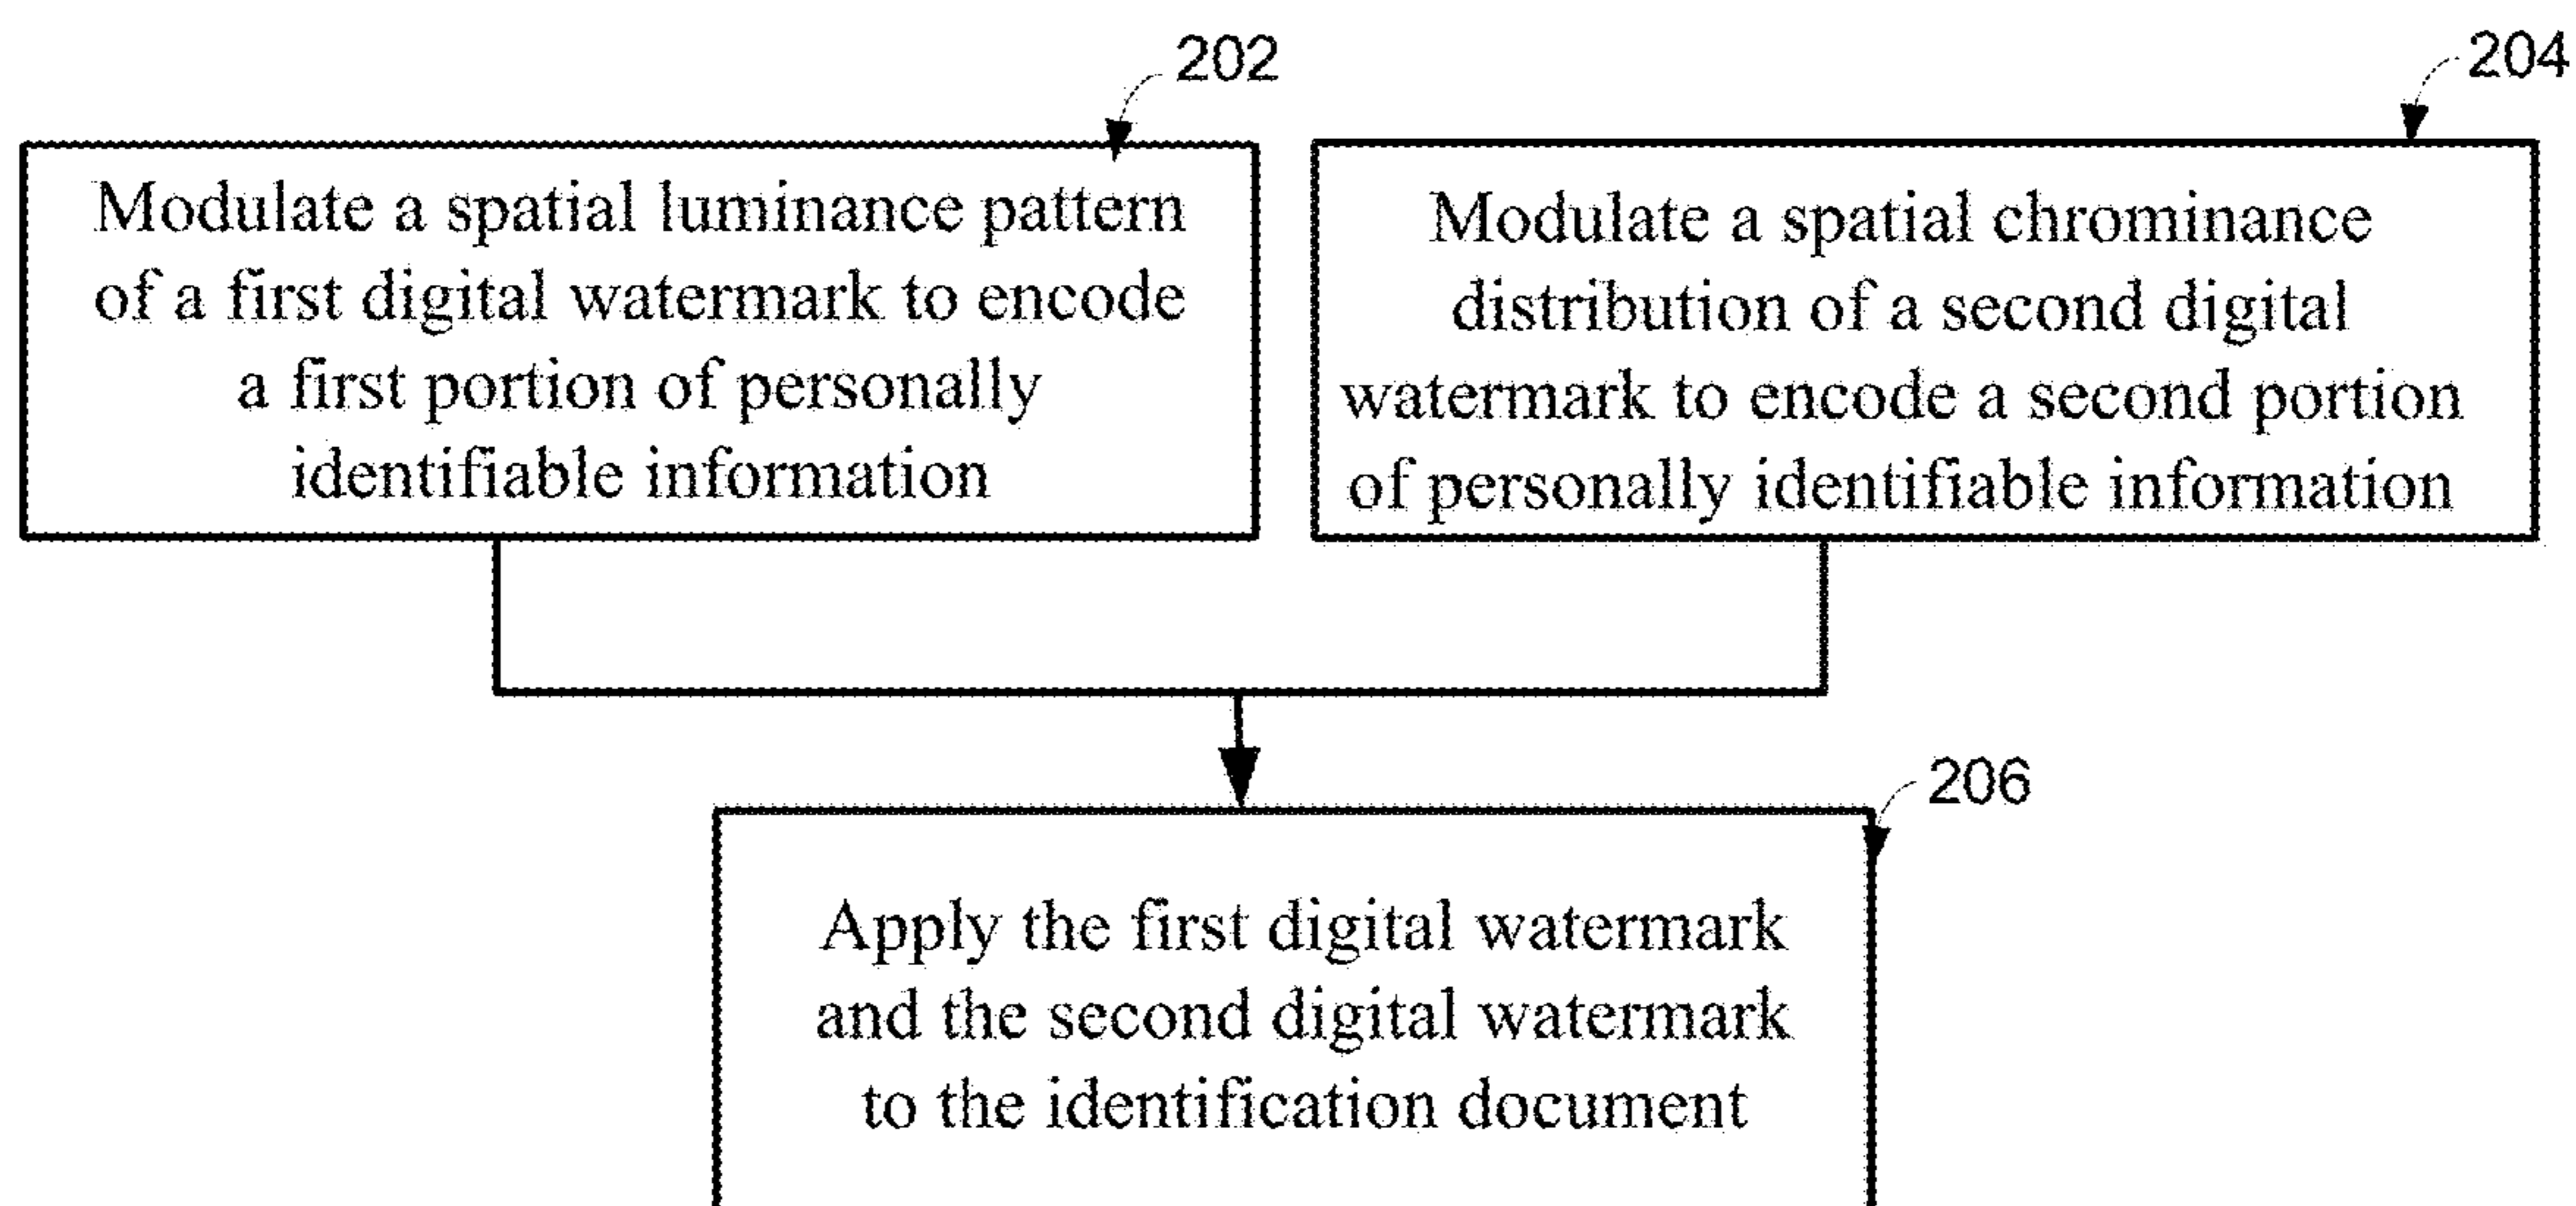 202
Modulate a spatial luminance pattern
of a first digital watermark to encode
a first portion of personally
identifiable information
204
Modulate a spatial chrominance
distribution of a second digital
watermark to encode a second portion
of personally identifiable information
206
Apply the first digital watermark
and the second digital watermark
to the identification document